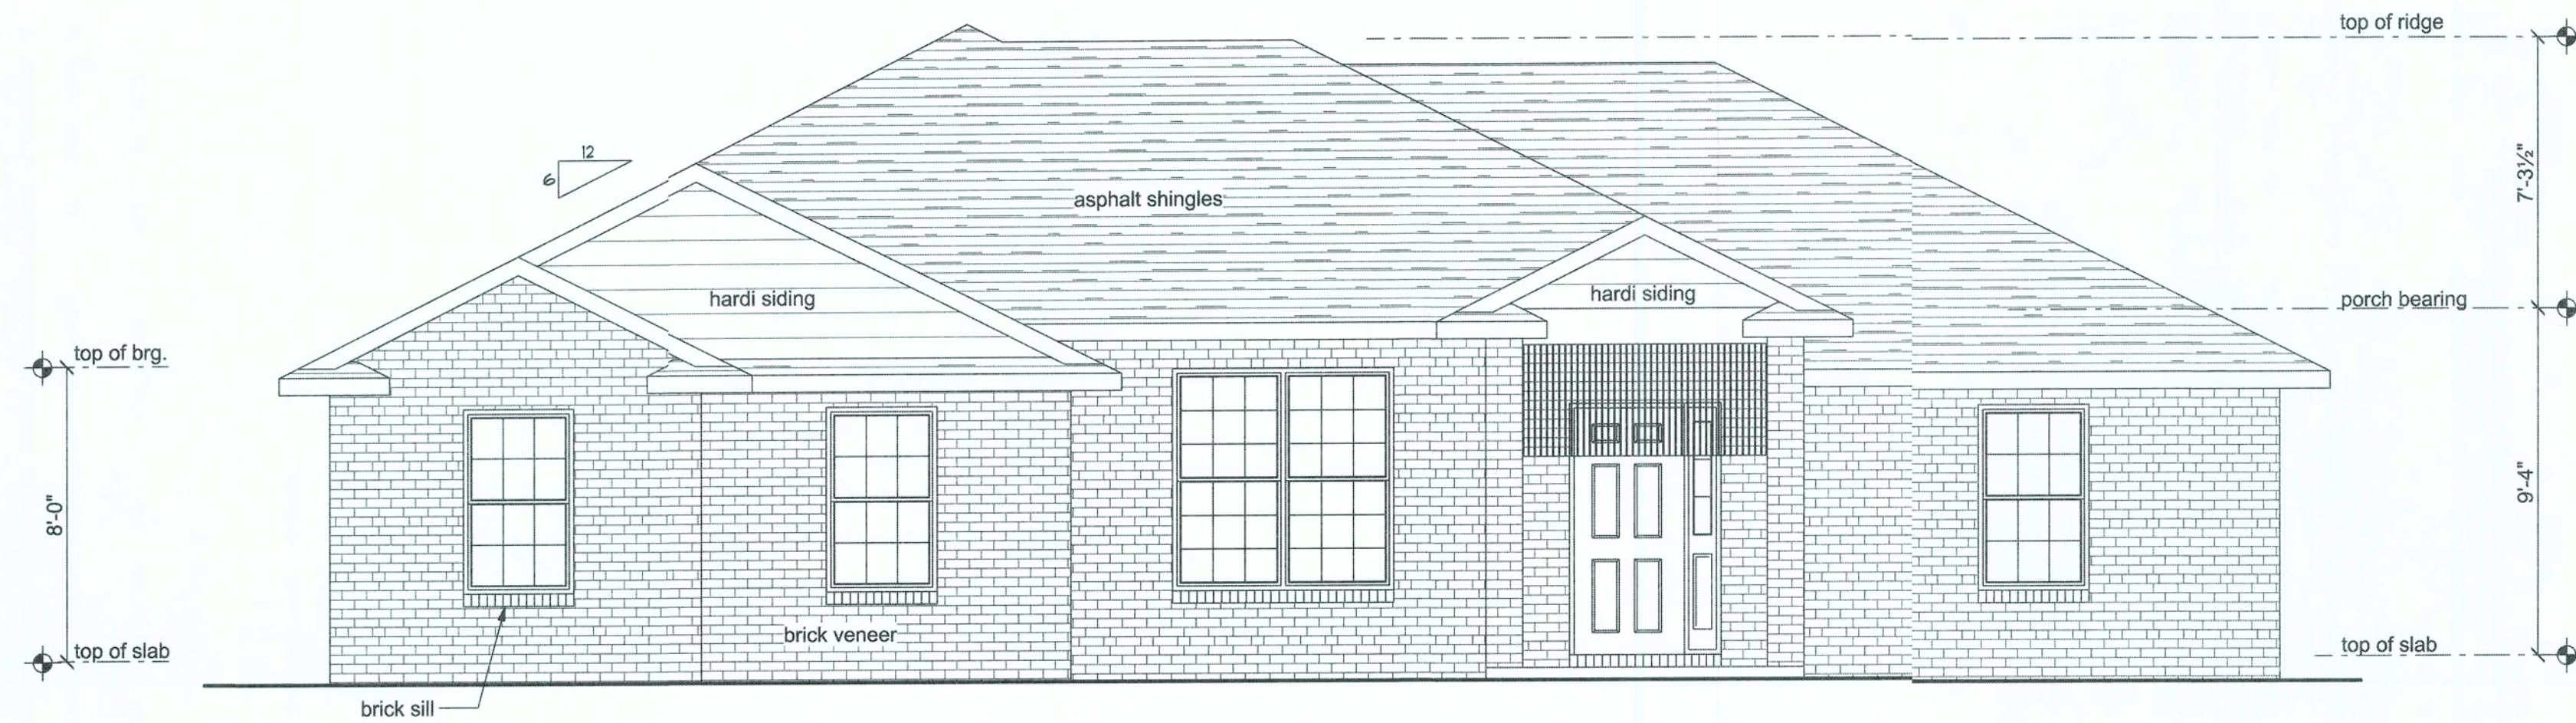 top of ridge
12
6
7'-3½"
asphalt shingles
hardi siding
hardi siding
porch bearing
top of brg.
8'-0"
9'-4"
brick veneer
top of slab
top of slab
brick sill